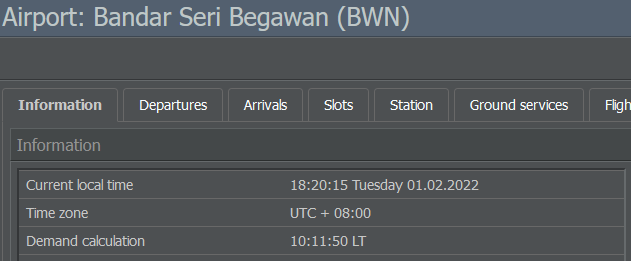 Airport: Bandar Seri Begawan (BWN)
Information Departures Arrivals Slots Station Ground services Fligh
Information
Current local time 18:20:15 Tuesday 01.02.2022
Time zone UTC + 08:00
Demand calculation 10:11:50 LT